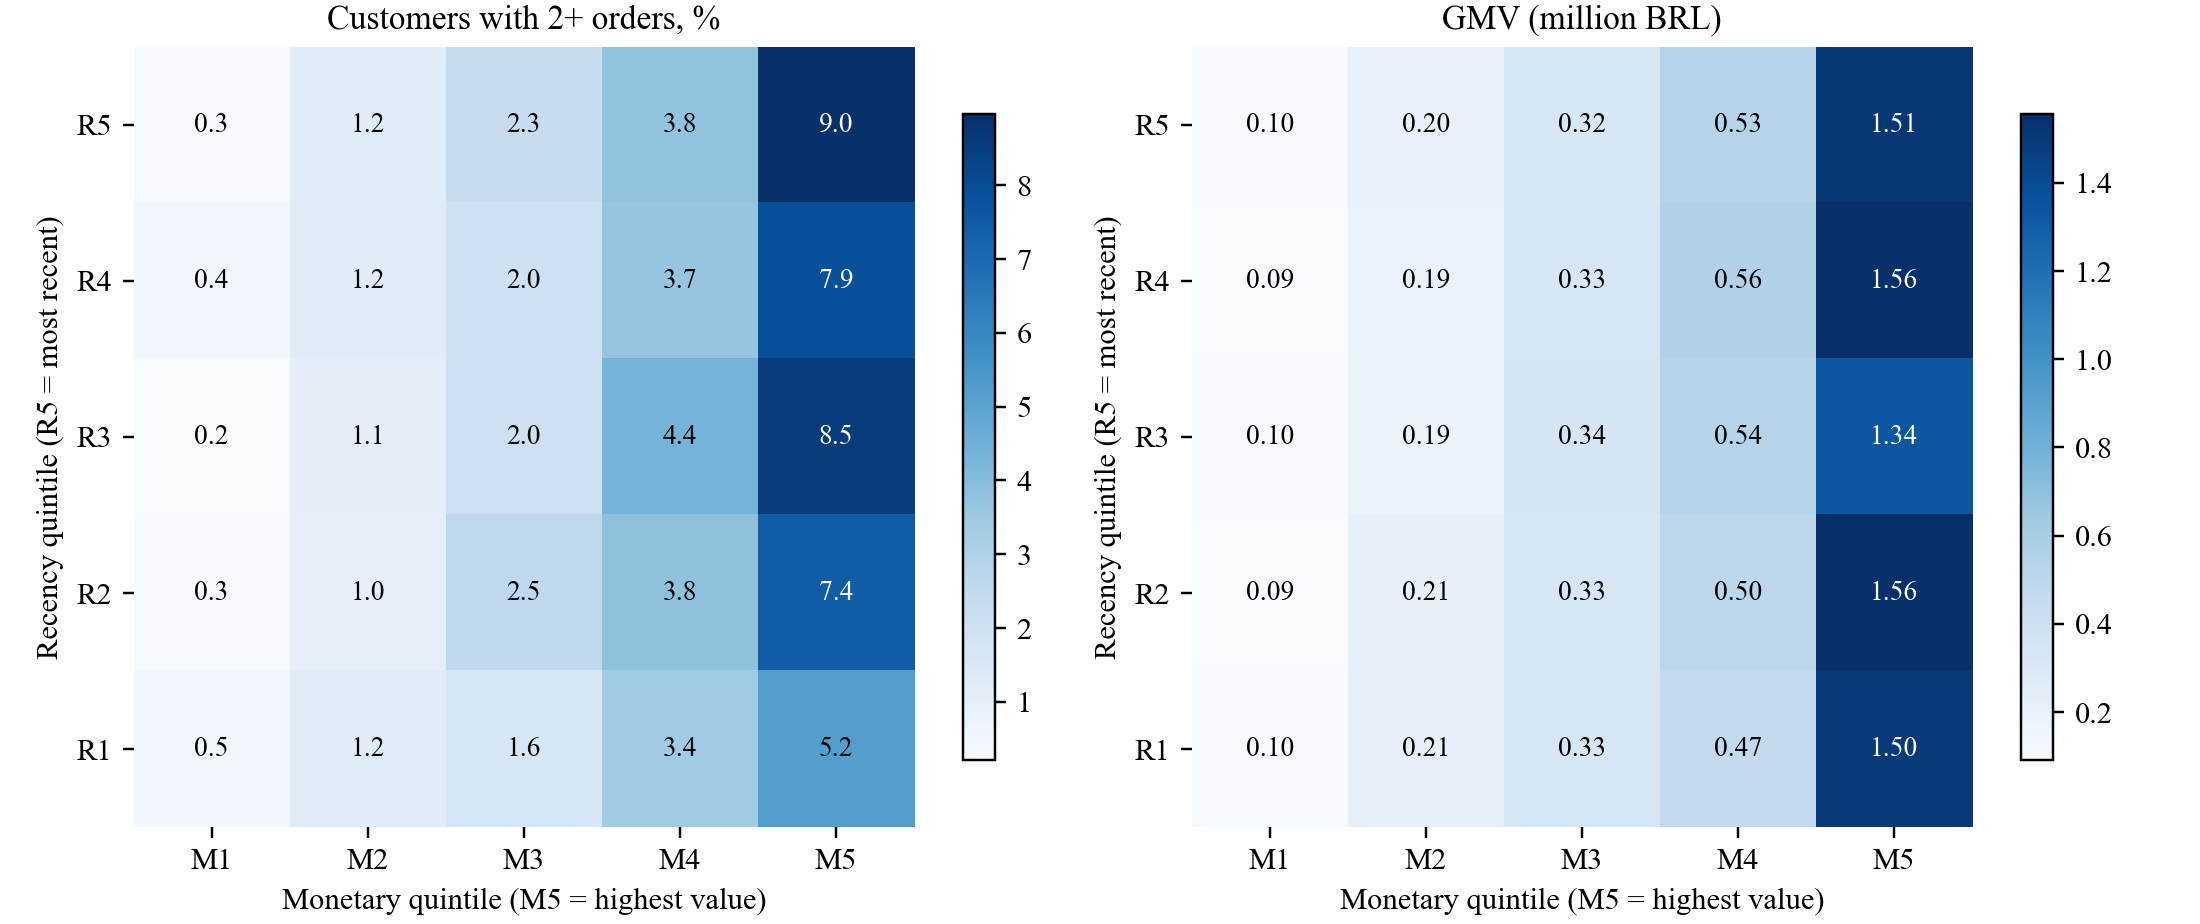 Customers with 2+ orders, %
Recency quintile (R5 = most recent)
R5 0.3 1.2 2.3 3.8 9.0
R4 0.4 1.2 2.0 3.7 7.9
R3 0.2 1.1 2.0 4.4 8.5
R2 0.3 1.0 2.5 3.8 7.4
R1 0.5 1.2 1.6 3.4 5.2
M1 M2 M3 M4 M5
Monetary quintile (M5 = highest value)
8
7
6
5
4
3
2
1
GMV (million BRL)
Recency quintile (R5 = most recent)
R5 0.10 0.20 0.32 0.53 1.51
R4 0.09 0.19 0.33 0.56 1.56
R3 0.10 0.19 0.34 0.54 1.34
R2 0.09 0.21 0.33 0.50 1.56
R1 0.10 0.21 0.33 0.47 1.50
M1 M2 M3 M4 M5
Monetary quintile (M5 = highest value)
1.4
1.2
1.0
0.8
0.6
0.4
0.2